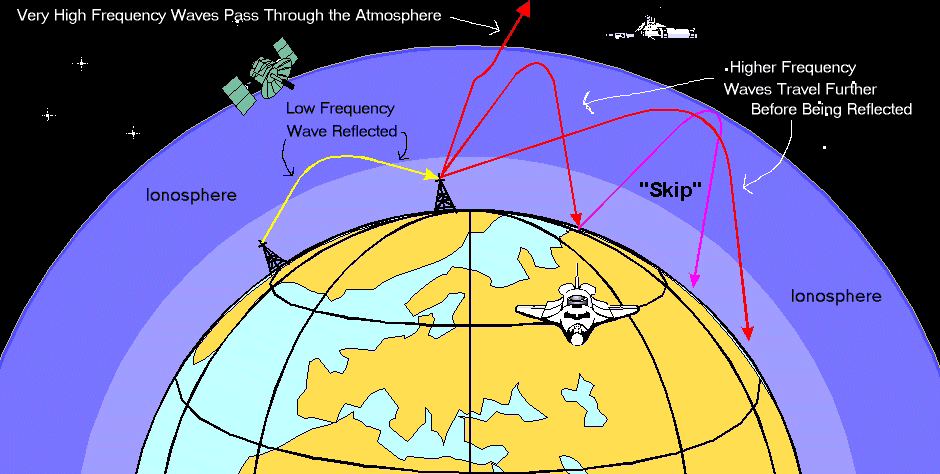 Very High Frequency Waves Pass Through the Atmosphere
Higher Frequency
Waves Travel Further
Before Being Reflected
Low Frequency
Wave Reflected
Ionosphere
"Skip"
Ionosphere